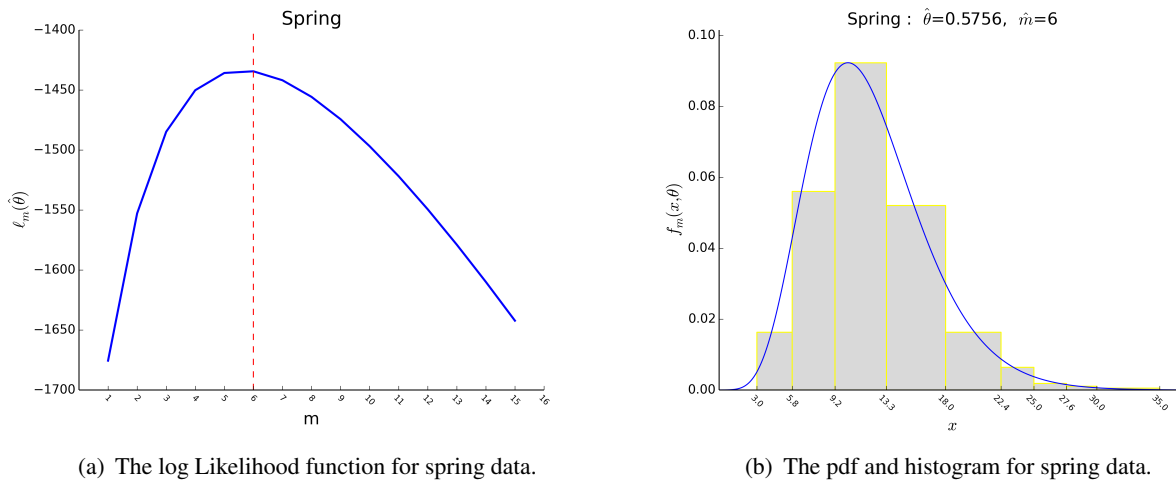 Spring
−1400
−1450
−1500
−1550
−1600
−1650
−1700
ℓ_m(θ̂)
1 2 3 4 5 6 7 8 9 10 11 12 13 14 15 16
m
(a) The log Likelihood function for spring data.
Spring : θ̂=0.5756, m̂=6
0.10
0.08
0.06
0.04
0.02
0.00
f_m(x,θ)
3.0 5.8 9.2 13.3 18.0 22.4 25.0 27.6 30.0 35.0
x
(b) The pdf and histogram for spring data.